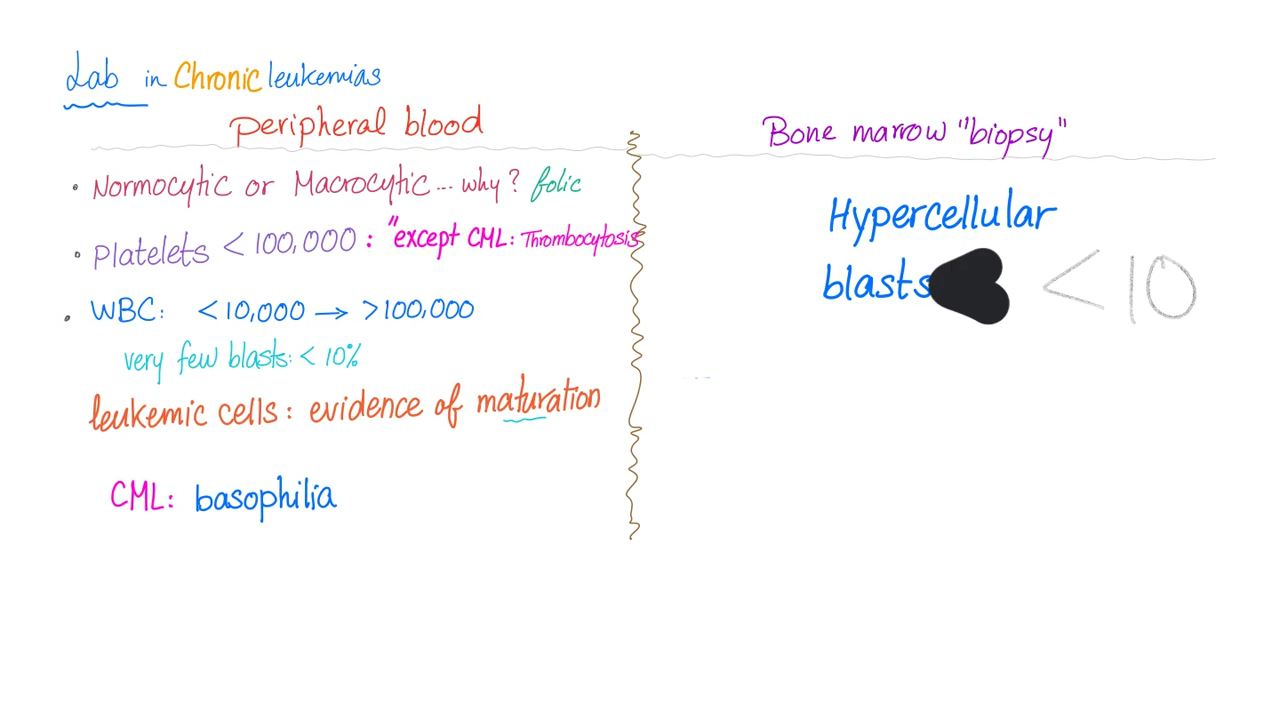 Lab in Chronic leukemias
Peripheral blood
• Normocytic or Macrocytic... why? folic
• Platelets < 100,000 : "except CML: Thrombocytosis
• WBC: < 10,000 → >100,000
very few blasts: < 10%
leukemic cells: evidence of maturation
CML: basophilia
Bone marrow "biopsy"
Hypercellular
blasts < 10